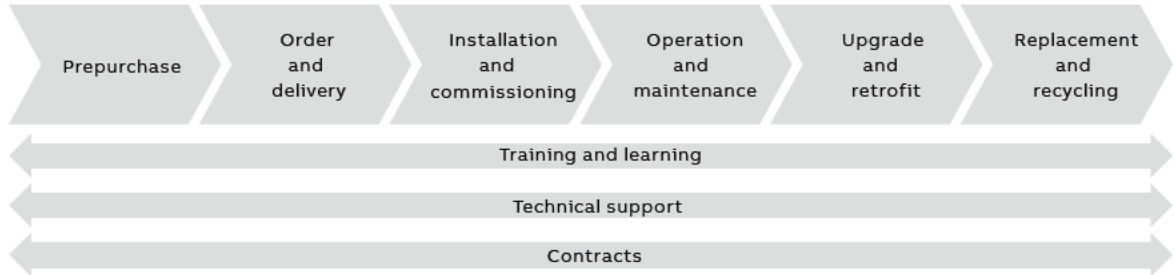 Prepurchase
Order
and
delivery
Installation
and
commissioning
Operation
and
maintenance
Upgrade
and
retrofit
Replacement
and
recycling
Training and learning
Technical support
Contracts